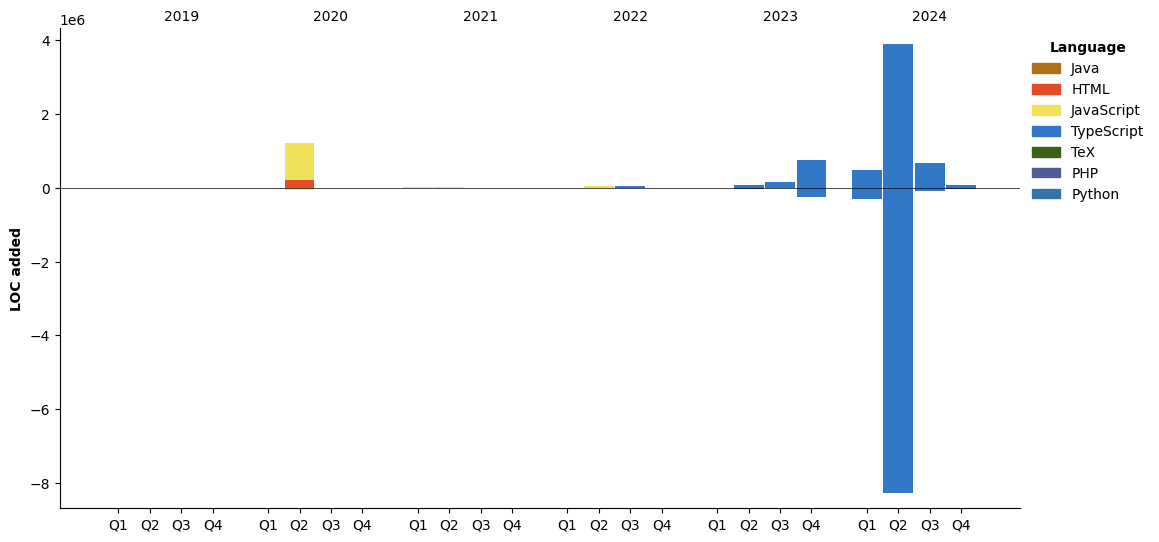 2019 2020 2021 2022 2023 2024
1e6
4
2
0
−2
−4
−6
−8
LOC added
Q1 Q2 Q3 Q4 Q1 Q2 Q3 Q4 Q1 Q2 Q3 Q4 Q1 Q2 Q3 Q4 Q1 Q2 Q3 Q4 Q1 Q2 Q3 Q4
Language
Java
HTML
JavaScript
TypeScript
TeX
PHP
Python